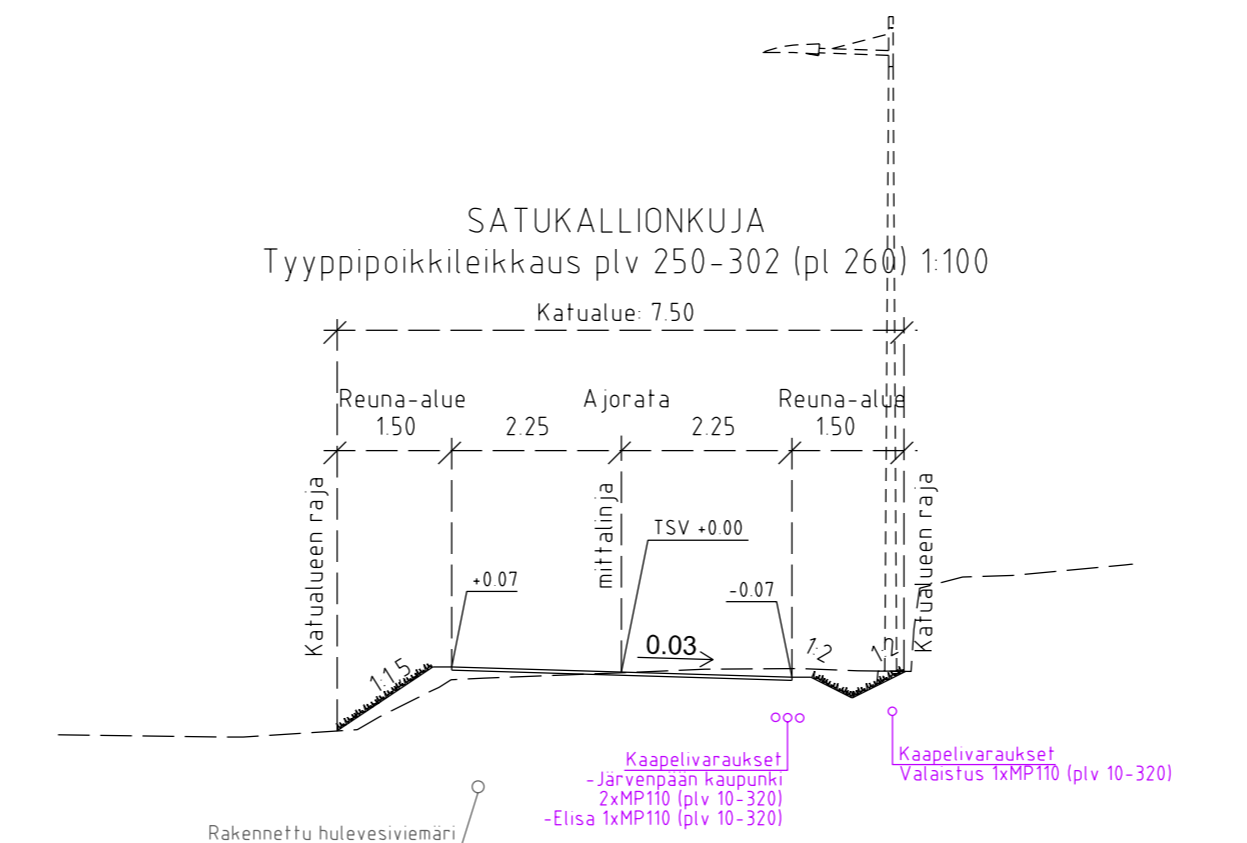 SATUKALLIONKUJA
Tyyppipoikkileikkaus plv 250-302 (pl 260) 1:100
Katualue: 7.50
Reuna-alue
Ajorata
Reuna-alue
1.50
2.25
2.25
1.50
Katualueen raja
mittalinja
Katualueen raja
TSV +0.00
+0.07
-0.07
0.03
1:1.5
1:2
1:2
Kaapelivaraukset
-Järvenpaan kaupunki
2xMP110 (plv 10-320)
-Elisa 1xMP110 (plv 10-320)
Kaapelivaraukset
Valaistus 1xMP110 (plv 10-320)
Rakennettu hulevesiviemäri